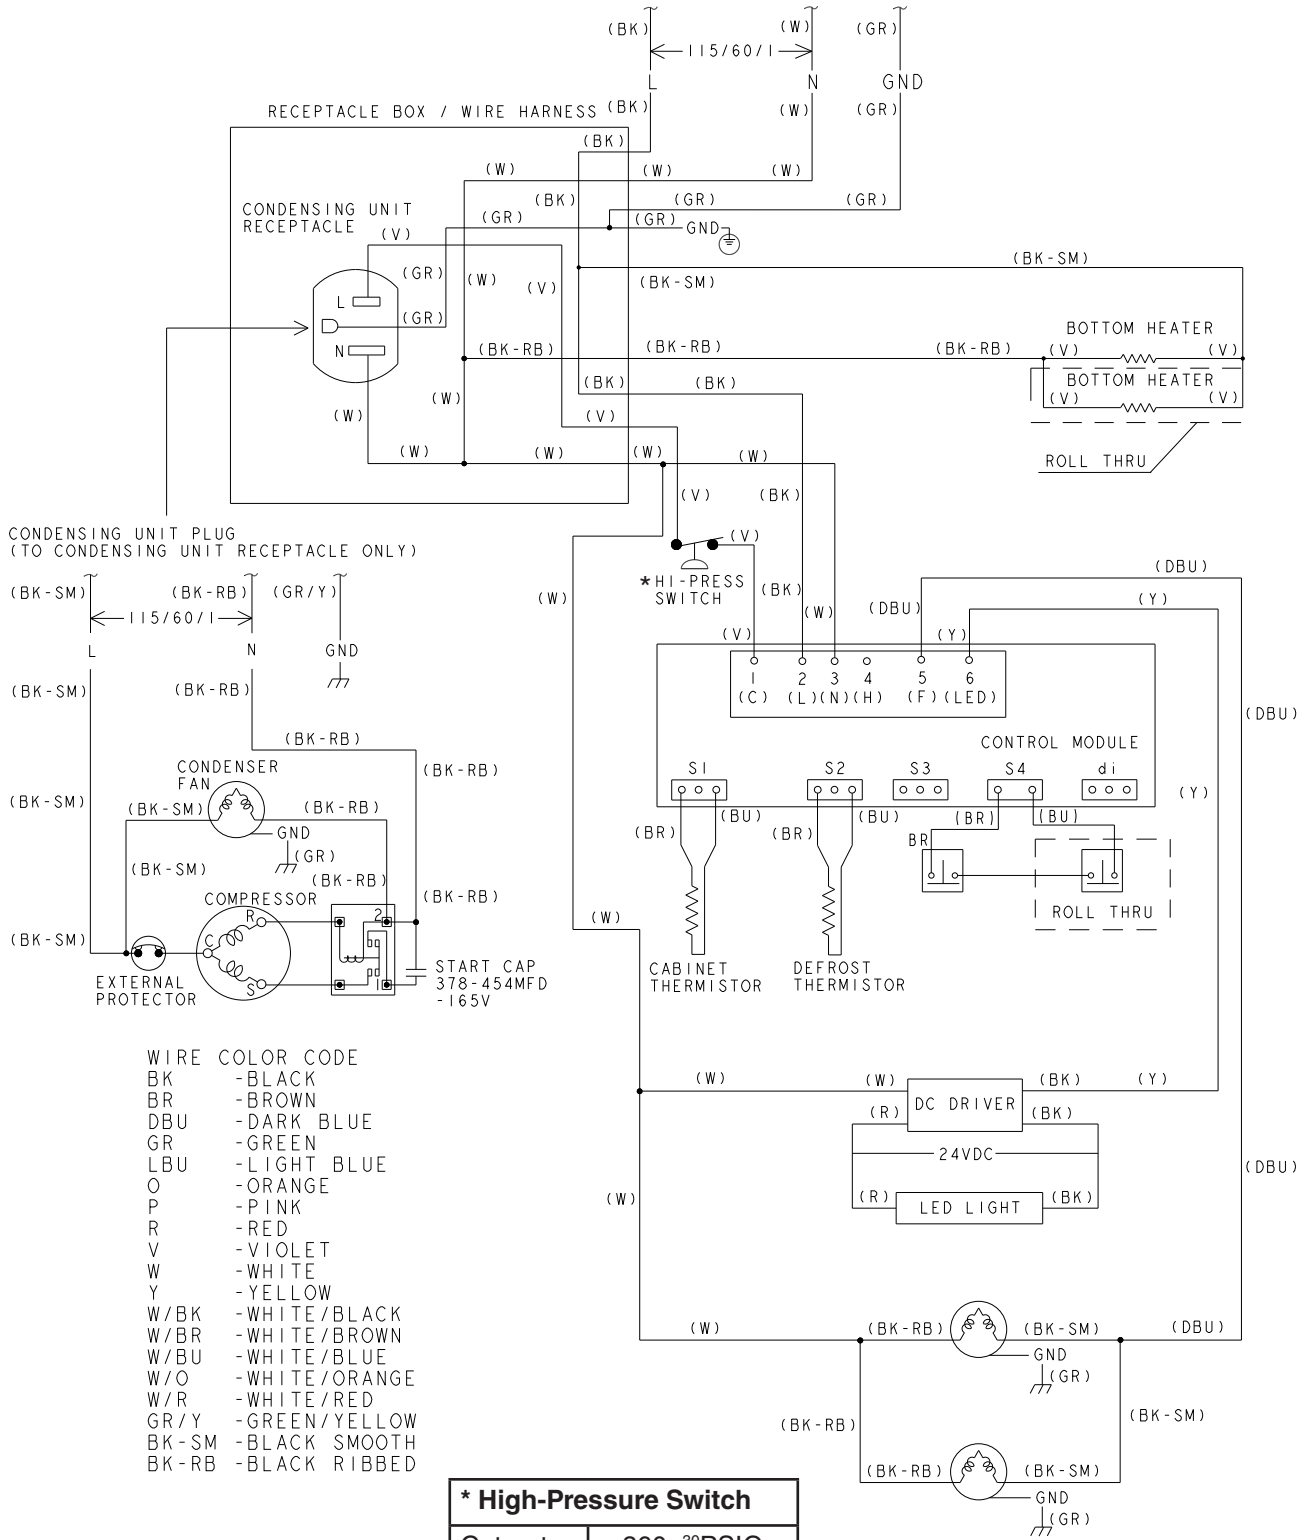 (BK) (W) (GR)
115/60/1
L N GND
RECEPTACLE BOX / WIRE HARNESS (BK) (W) (GR)
(BK)
(W) (W) (W)
(BK) (GR) (GR)
CONDENSING UNIT
RECEPTACLE
(GR) (GR) GND
(V)
(GR) (W) (V) (BK-SM) (BK-SM)
L
(GR)
N
BOTTOM HEATER
(BK-RB) (BK-RB) (BK-RB) (V) (V)
BOTTOM HEATER
(V) (V)
(BK) (BK)
(W) (W) (V)
(W) (W) (W) (W)
ROLL THRU
(V) (BK)
CONDENSING UNIT PLUG
(TO CONDENSING UNIT RECEPTACLE ONLY)
(V)
*HI-PRESS
SWITCH
(BK-SM) (BK-RB) (GR/Y)
115/60/1
L N GND
(W) (BK) (W) (DBU) (DBU) (Y)
(V) (Y)
1 2 3 4 5 6
(C) (L) (N) (H) (F) (LED)
(DBU)
CONTROL MODULE
S1 S2 S3 S4 di
(Y)
(BK-SM) (BK-RB)
(BK-RB)
(BK-RB)
CONDENSER
FAN
(BK-SM) (BK-SM) (BK-RB)
GND
(GR)
(BK-SM) (BK-RB)
(BK-RB)
(BR) (BU) (BR) (BU) (BR) (BU)
BR
ROLL THRU
COMPRESSOR
R 2
C
S 1
(BK-SM)
EXTERNAL
PROTECTOR
START CAP
378-454MFD
-165V
(W)
CABINET
THERMISTOR
DEFROST
THERMISTOR
WIRE COLOR CODE
BK -BLACK
BR -BROWN
DBU -DARK BLUE
GR -GREEN
LBU -LIGHT BLUE
O -ORANGE
P -PINK
R -RED
V -VIOLET
W -WHITE
Y -YELLOW
W/BK -WHITE/BLACK
W/BR -WHITE/BROWN
W/BU -WHITE/BLUE
W/O -WHITE/ORANGE
W/R -WHITE/RED
GR/Y -GREEN/YELLOW
BK-SM -BLACK SMOOTH
BK-RB -BLACK RIBBED
(W) (W) DC DRIVER (BK) (Y)
(R) (BK)
24VDC
(R) LED LIGHT (BK)
(DBU)
(W)
(W) (BK-RB) (BK-SM) (DBU)
GND
(GR)
(BK-RB) (BK-SM)
(BK-RB) (BK-SM)
GND
(GR)
* High-Pressure Switch